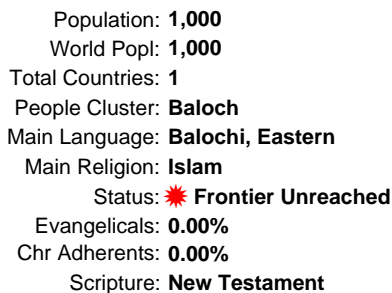 Population: 1,000
World Popl: 1,000
Total Countries: 1
People Cluster: Baloch
Main Language: Balochi, Eastern
Main Religion: Islam
Status: Frontier Unreached
Evangelicals: 0.00%
Chr Adherents: 0.00%
Scripture: New Testament